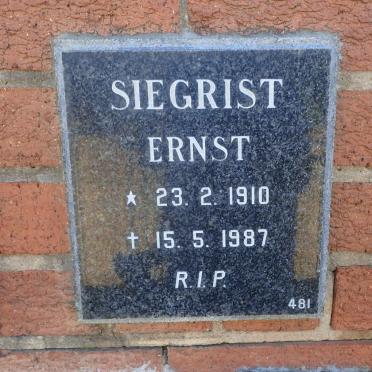 SIEGRIST
ERNST
★ 23. 2. 1910
✝ 15. 5. 1987
R.I.P.
481